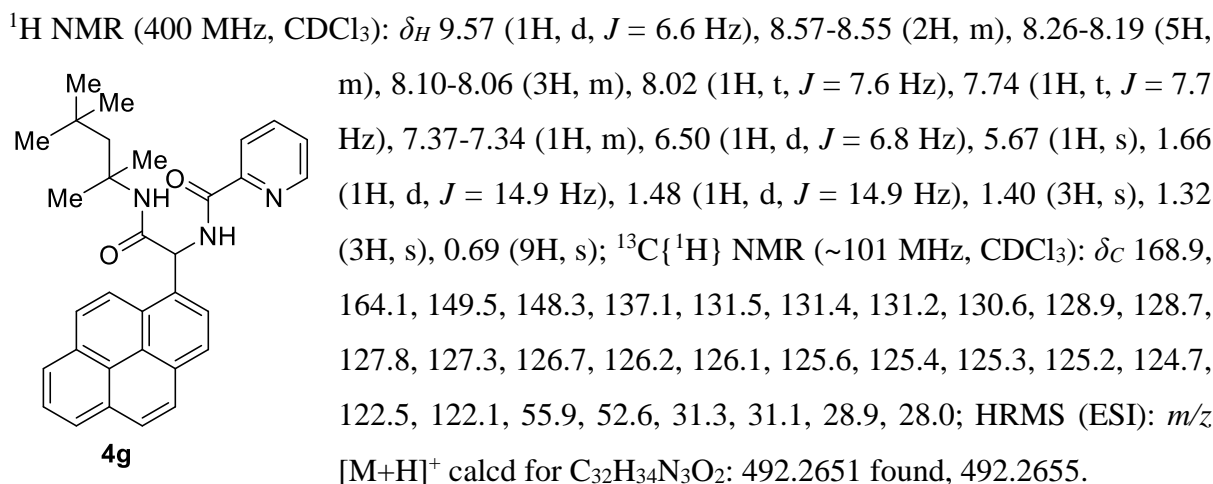 ¹H NMR (400 MHz, CDCl₃): δ_H 9.57 (1H, d, J = 6.6 Hz), 8.57-8.55 (2H, m), 8.26-8.19 (5H,
m), 8.10-8.06 (3H, m), 8.02 (1H, t, J = 7.6 Hz), 7.74 (1H, t, J = 7.7
Hz), 7.37-7.34 (1H, m), 6.50 (1H, d, J = 6.8 Hz), 5.67 (1H, s), 1.66
(1H, d, J = 14.9 Hz), 1.48 (1H, d, J = 14.9 Hz), 1.40 (3H, s), 1.32
(3H, s), 0.69 (9H, s); ¹³C{¹H} NMR (~101 MHz, CDCl₃): δ_C 168.9,
164.1, 149.5, 148.3, 137.1, 131.5, 131.4, 131.2, 130.6, 128.9, 128.7,
127.8, 127.3, 126.7, 126.2, 126.1, 125.6, 125.4, 125.3, 125.2, 124.7,
122.5, 122.1, 55.9, 52.6, 31.3, 31.1, 28.9, 28.0; HRMS (ESI): m/z
[M+H]⁺ calcd for C₃₂H₃₄N₃O₂: 492.2651 found, 492.2655.
Me
Me
Me
Me
Me
NH
O
N
O
NH
4g